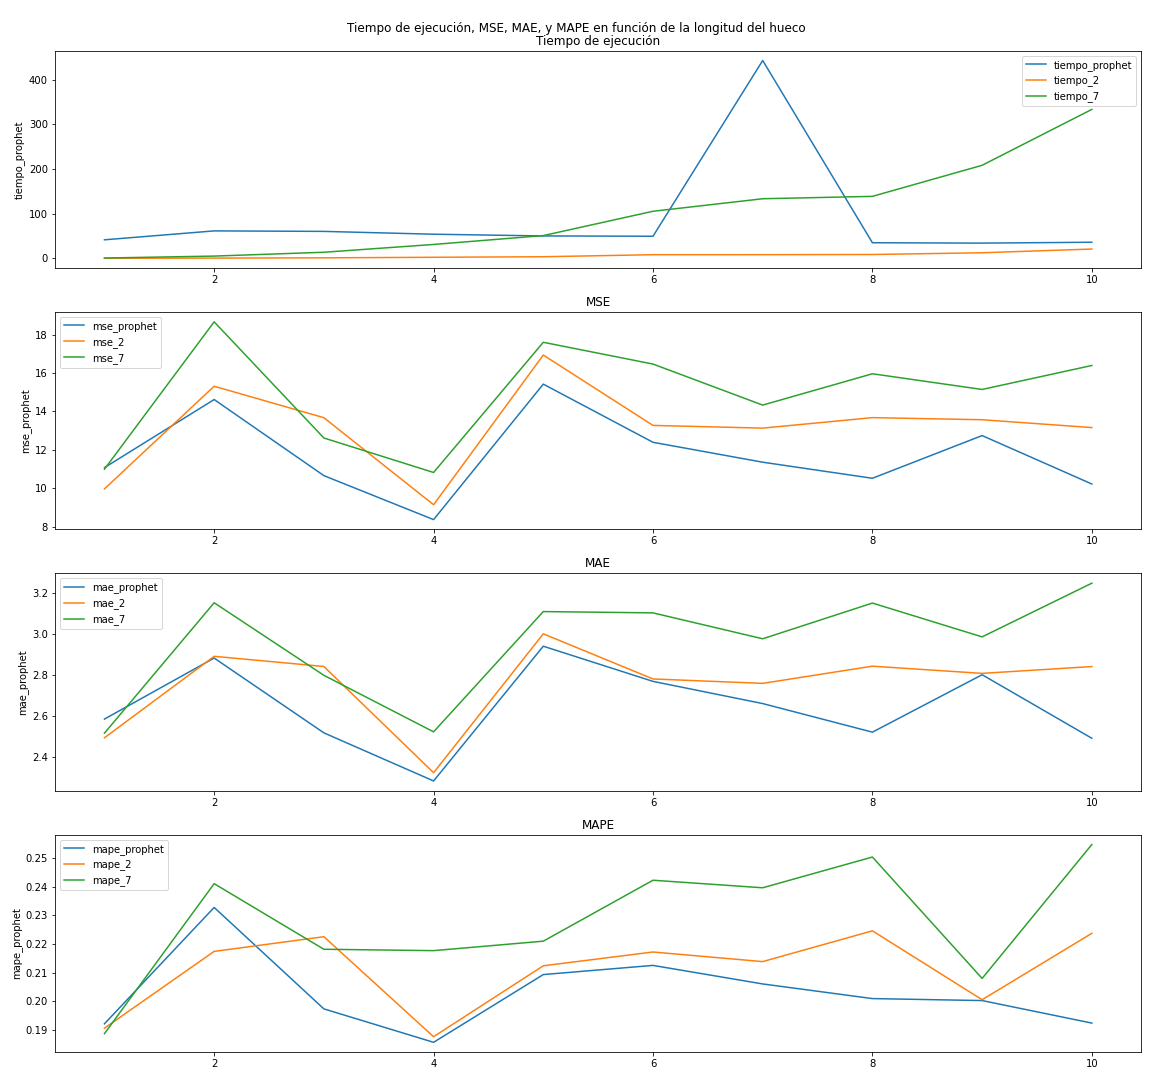 Tiempo de ejecución, MSE, MAE, y MAPE en función de la longitud del hueco
Tiempo de ejecución
tiempo_prophet
400
300
200
100
0
tiempo_prophet
tiempo_2
tiempo_7
2
4
6
8
10
MSE
mse_prophet
18
16
14
12
10
8
mse_prophet
mse_2
mse_7
2
4
6
8
10
MAE
mae_prophet
3.2
3.0
2.8
2.6
2.4
mae_prophet
mae_2
mae_7
2
4
6
8
10
MAPE
mape_prophet
0.25
0.24
0.23
0.22
0.21
0.20
0.19
mape_prophet
mape_2
mape_7
2
4
6
8
10